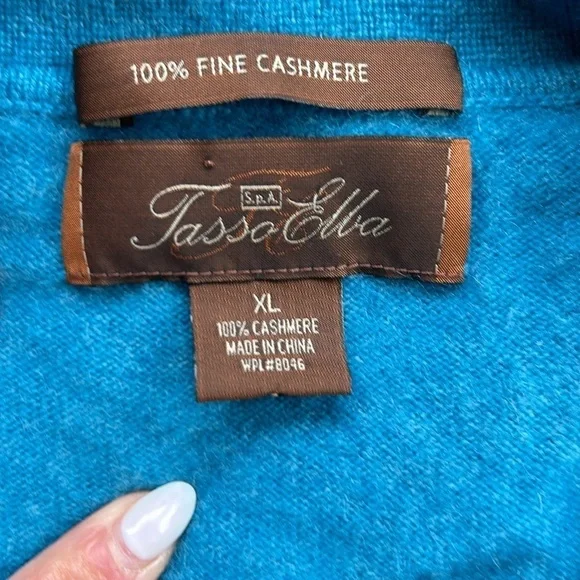 100% FINE CASHMERE
S.p.A.
Tasso Elba
XL
100% CASHMERE
MADE IN CHINA
WPL#8046